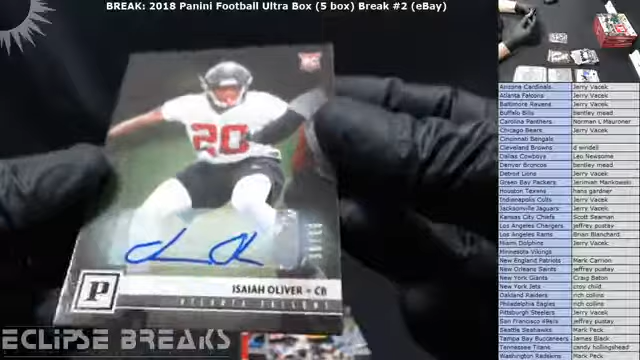 BREAK: 2018 Panini Football Ultra Box (5 box) Break #2 (eBay)
20
ISAIAH OLIVER - CB
ATLANTA FALCONS
P
ECLIPSE BREAKS
Arizona Cardinals Jerry Vacek
Atlanta Falcons Jerry Vacek
Baltimore Ravens Jerry Vacek
Buffalo Bills bentley mead
Carolina Panthers Norman L Mauroner
Chicago Bears Jerry Vacek
Cincinnati Bengals
Cleveland Browns d windell
Dallas Cowboys Leo Newsome
Denver Broncos bentley mead
Detroit Lions Jerry Vacek
Green Bay Packers Jerimiah Mankowski
Houston Texans hans gardner
Indianapolis Colts Jerry Vacek
Jacksonville Jaguars Jerry Vacek
Kansas City Chiefs Scott Seaman
Los Angeles Chargers jeffrey pustay
Los Angeles Rams Brian Blanchard
Miami Dolphins Jerry Vacek
Minnesota Vikings
New England Patriots Mark Carrion
New Orleans Saints jeffrey pustay
New York Giants Craig Baton
New York Jets croy child
Oakland Raiders rich collins
Philadelphia Eagles rich collins
Pittsburgh Steelers Jerry Vacek
San Francisco 49ers jeffrey pustay
Seattle Seahawks Mark Peck
Tampa Bay Buccaneers James Black
Tennessee Titans candy hollingshead
Washington Redskins Mark Peck